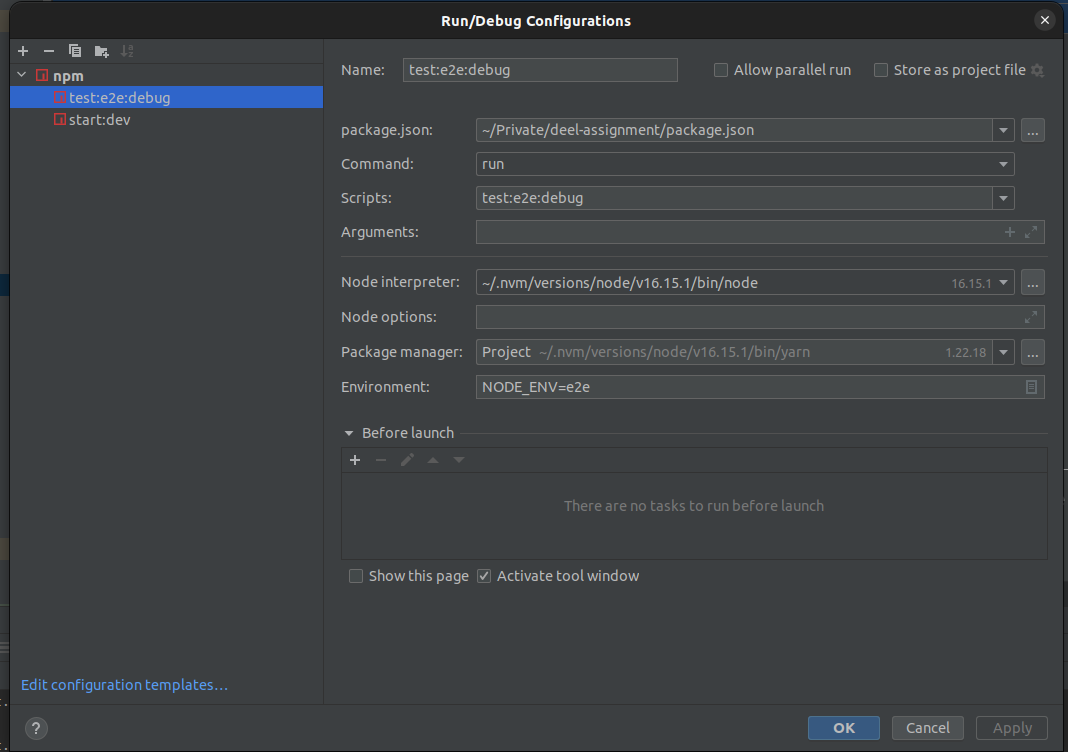 Run/Debug Configurations
npm
test:e2e:debug
start:dev
Edit configuration templates…
Name: test:e2e:debug Allow parallel run Store as project file
package.json: ~/Private/deel-assignment/package.json ...
Command: run
Scripts: test:e2e:debug
Arguments:
Node interpreter: ~/.nvm/versions/node/v16.15.1/bin/node 16.15.1 ...
Node options:
Package manager: Project ~/.nvm/versions/node/v16.15.1/bin/yarn 1.22.18 ...
Environment: NODE_ENV=e2e
Before launch
There are no tasks to run before launch
Show this page Activate tool window
? OK Cancel Apply